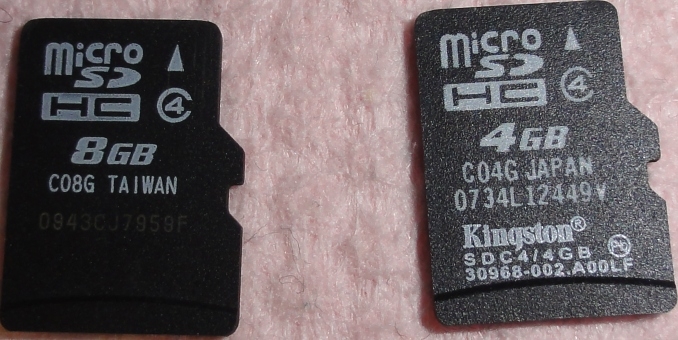 micro
SD
HC 4
8GB
C08G TAIWAN
0943CJ7959F
micro
SD
HC 4
4GB
C04G JAPAN
0734L12449V
Kingston®
SDC4/4GB
30968-002.A00LF